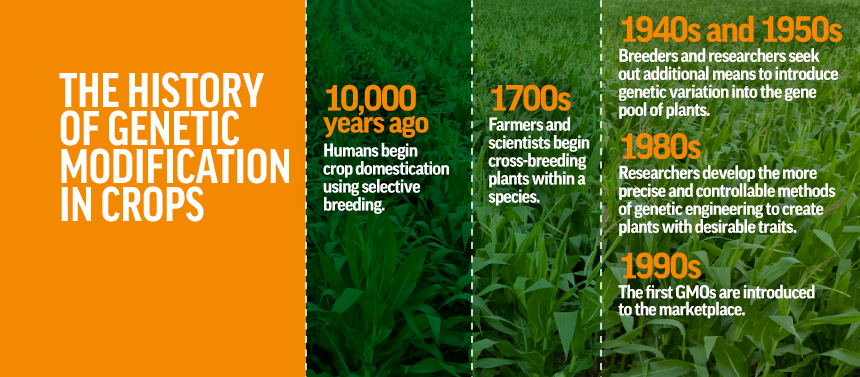 THE HISTORY
OF GENETIC
MODIFICATION
IN CROPS
10,000
years ago
Humans begin
crop domestication
using selective
breeding.
1700s
Farmers and
scientists begin
cross-breeding
plants within a
species.
1940s and 1950s
Breeders and researchers seek
out additional means to introduce
genetic variation into the gene
pool of plants.
1980s
Researchers develop the more
precise and controllable methods
of genetic engineering to create
plants with desirable traits.
1990s
The first GMOs are introduced
to the marketplace.